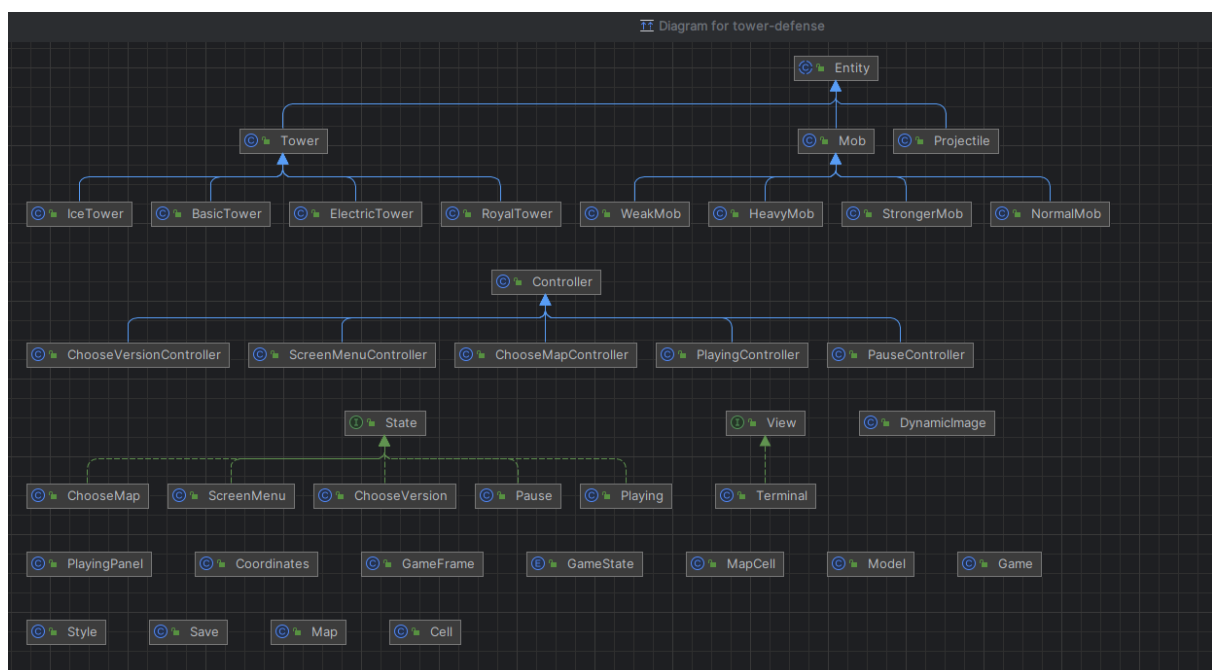 Diagram for tower-defense
Entity
Tower
Mob
Projectile
IceTower
BasicTower
ElectricTower
RoyalTower
WeakMob
HeavyMob
StrongerMob
NormalMob
Controller
ChooseVersionController
ScreenMenuController
ChooseMapController
PlayingController
PauseController
State
View
DynamicImage
ChooseMap
ScreenMenu
ChooseVersion
Pause
Playing
Terminal
PlayingPanel
Coordinates
GameFrame
GameState
MapCell
Model
Game
Style
Save
Map
Cell